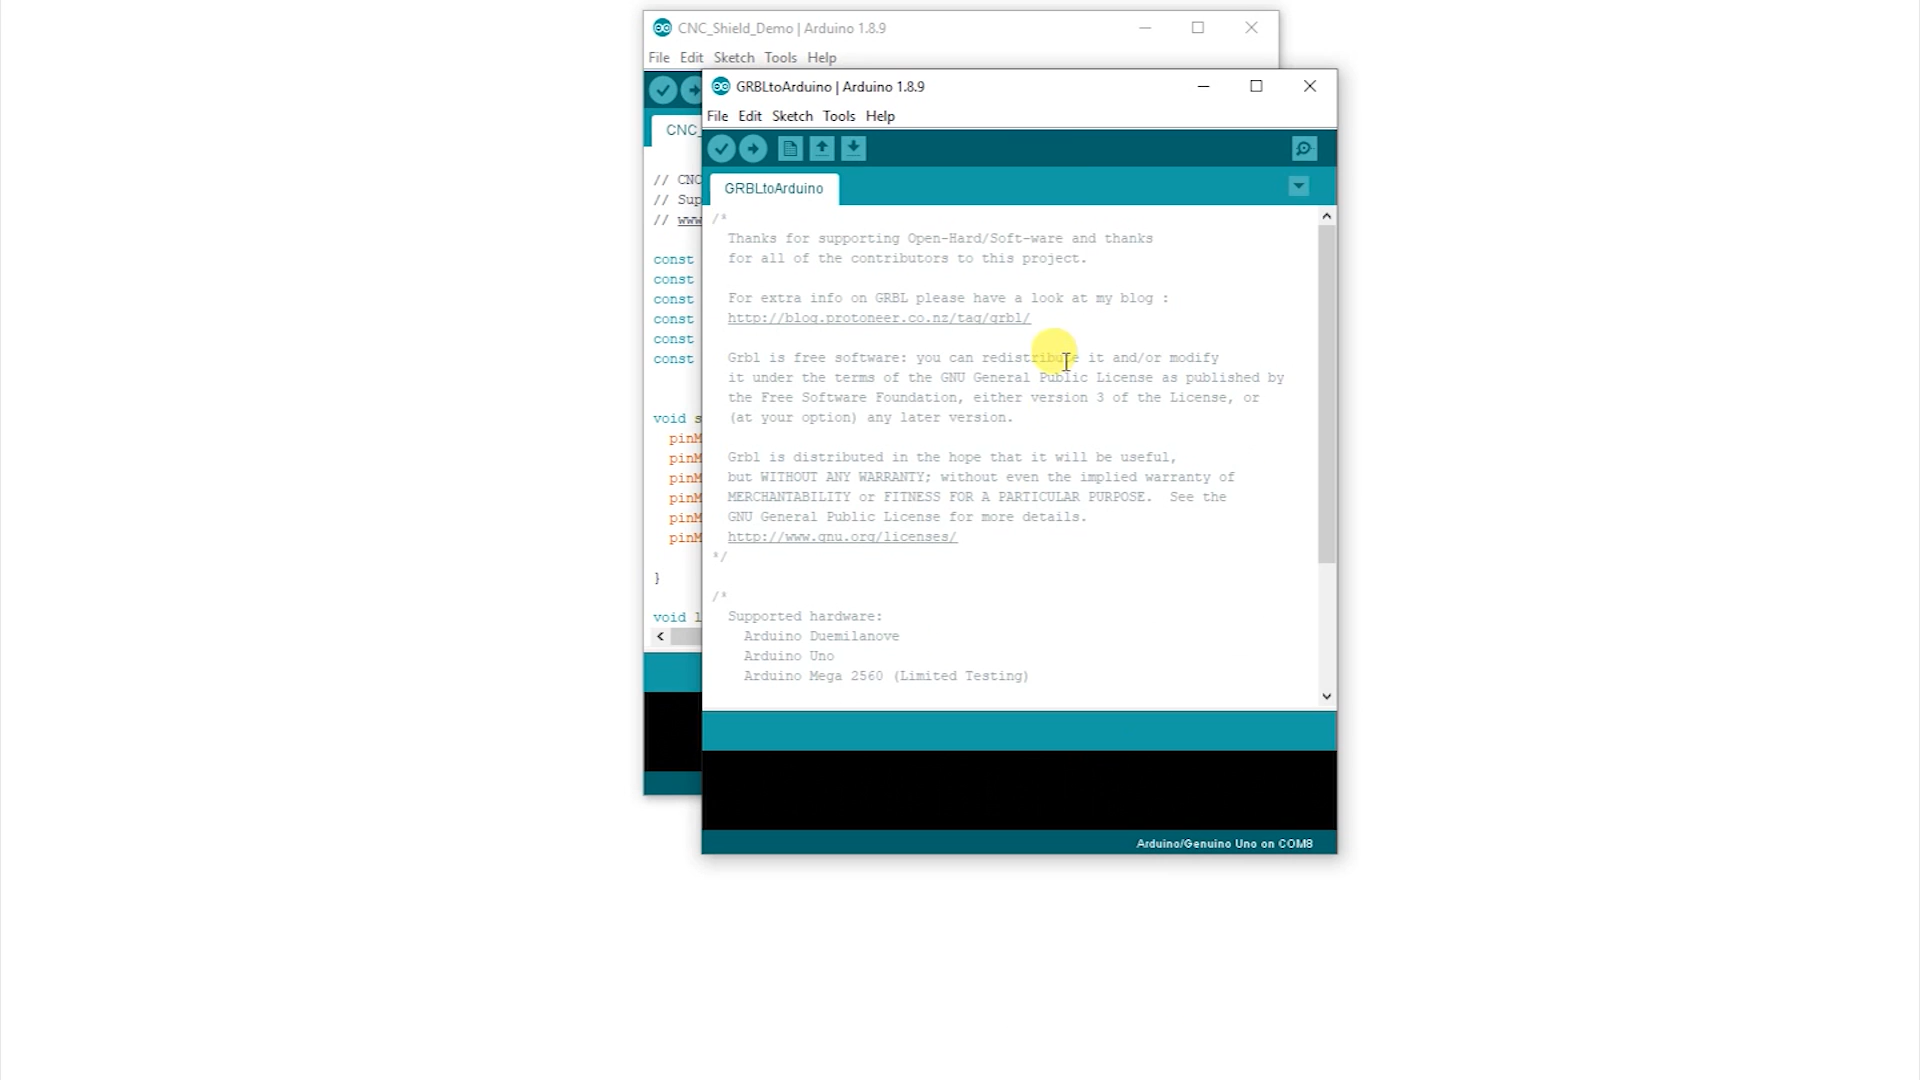 CNC_Shield_Demo | Arduino 1.8.9
File Edit Sketch Tools Help
CNC_
// CNC
// Sup
// www
const
const
const
const
const
const
void s
pinM
pinM
pinM
pinM
pinM
pinM
}
void l
GRBLtoArduino | Arduino 1.8.9
File Edit Sketch Tools Help
GRBLtoArduino
/*
Thanks for supporting Open-Hard/Soft-ware and thanks
for all of the contributors to this project.
For extra info on GRBL please have a look at my blog :
http://blog.protoneer.co.nz/tag/grbl/
Grbl is free software: you can redistribute it and/or modify
it under the terms of the GNU General Public License as published by
the Free Software Foundation, either version 3 of the License, or
(at your option) any later version.
Grbl is distributed in the hope that it will be useful,
but WITHOUT ANY WARRANTY; without even the implied warranty of
MERCHANTABILITY or FITNESS FOR A PARTICULAR PURPOSE.  See the
GNU General Public License for more details.
http://www.gnu.org/licenses/
*/
/*
Supported hardware:
Arduino Duemilanove
Arduino Uno
Arduino Mega 2560 (Limited Testing)
Arduino/Genuino Uno on COM8